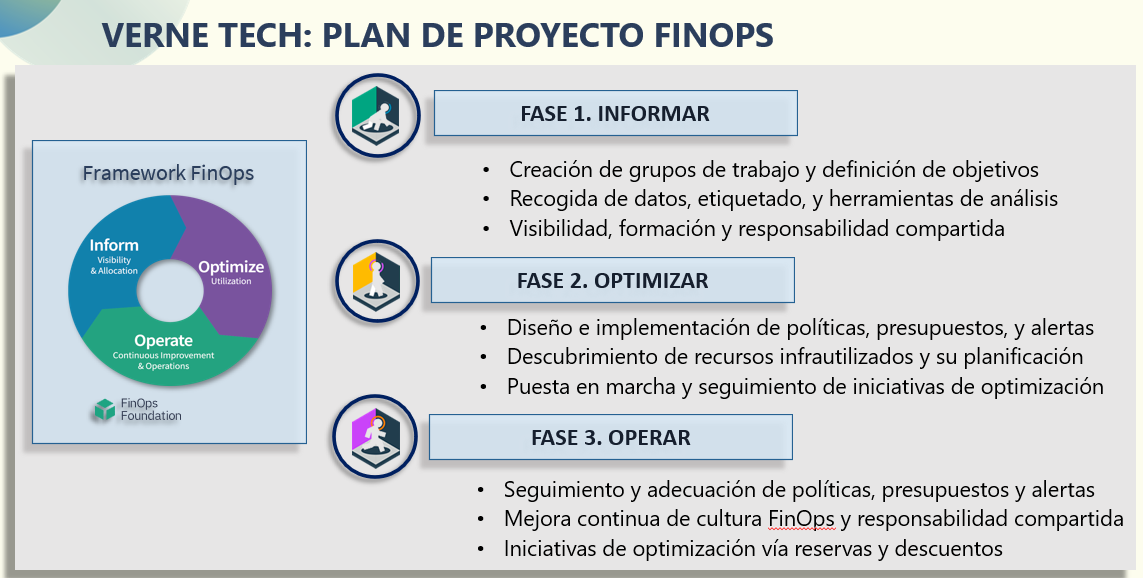 VERNE TECH: PLAN DE PROYECTO FINOPS
Framework FinOps
Inform
Visibility
& Allocation
Optimize
Utilization
Operate
Continuous Improvement
& Operations
FinOps
Foundation
FASE 1. INFORMAR
• Creación de grupos de trabajo y definición de objetivos
• Recogida de datos, etiquetado, y herramientas de análisis
• Visibilidad, formación y responsabilidad compartida
FASE 2. OPTIMIZAR
• Diseño e implementación de políticas, presupuestos, y alertas
• Descubrimiento de recursos infrautilizados y su planificación
• Puesta en marcha y seguimiento de iniciativas de optimización
FASE 3. OPERAR
• Seguimiento y adecuación de políticas, presupuestos y alertas
• Mejora continua de cultura FinOps y responsabilidad compartida
• Iniciativas de optimización vía reservas y descuentos